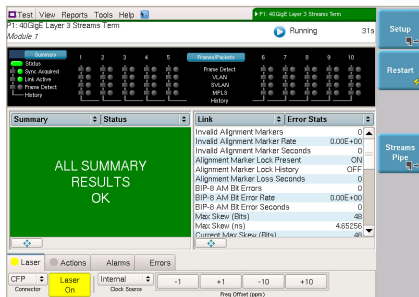 Test View Reports Tools Help
P1: 40GigE Layer 3 Streams Term
P1: 40GigE Layer 3 Streams Term
Module 1
Running
31s
Setup
Restart
Streams
Pipe
Summary
Status
Sync Acquired
Link Active
Frame Detect
History
1 2 3 4 5
Frames/Packets
Frame Detect
VLAN
SVLAN
MPLS
History
6 7 8 9 10
Summary Status
ALL SUMMARY
RESULTS
OK
Link Error Stats
Invalid Alignment Markers 0
Invalid Alignment Marker Rate 0.00E+00
Invalid Alignment Marker Seconds 0
Alignment Marker Lock Present ON
Alignment Marker Lock History OFF
Alignment Marker Loss Seconds 0
BIP-8 AM Bit Errors 0
BIP-8 AM Bit Error Rate 0.00E+00
BIP-8 AM Bit Error Seconds 0
Max Skew (Bits) 48
Max Skew (ns) 4.65256
Current Max Skew (Bits) 48
Laser Actions Alarms Errors
CFP
Connector
Laser
On
Internal
Clock Source
-1 +1 -10 +10
Freq Offset (ppm)